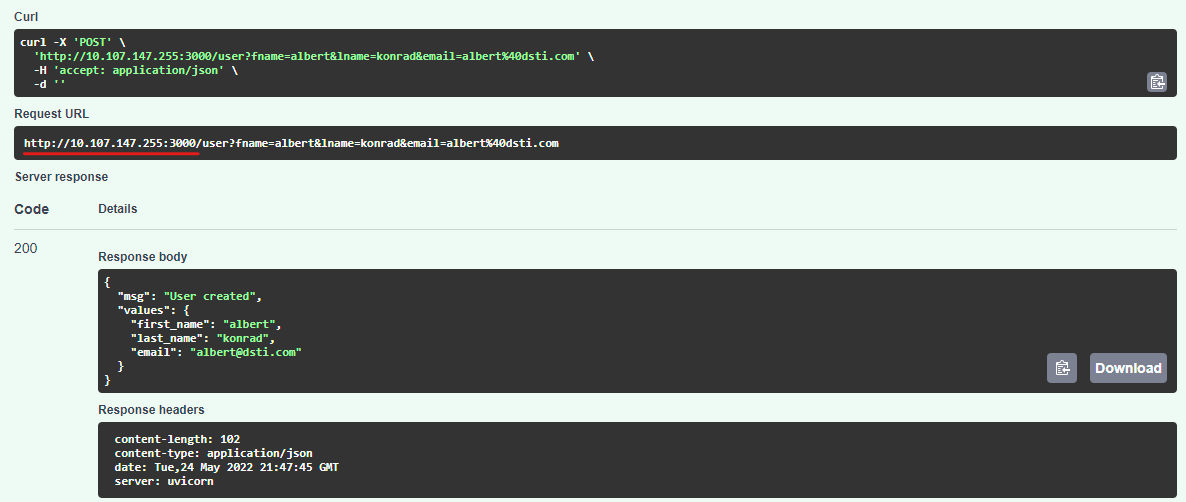 Curl
curl -X 'POST' \
'http://10.107.147.255:3000/user?fname=albert&lname=konrad&email=albert%40dsti.com' \
-H 'accept: application/json' \
-d ''
Request URL
http://10.107.147.255:3000/user?fname=albert&lname=konrad&email=albert%40dsti.com
Server response
Code Details
200
Response body
{
"msg": "User created",
"values": {
"first_name": "albert",
"last_name": "konrad",
"email": "albert@dsti.com"
}
}
Download
Response headers
content-length: 102
content-type: application/json
date: Tue,24 May 2022 21:47:45 GMT
server: uvicorn